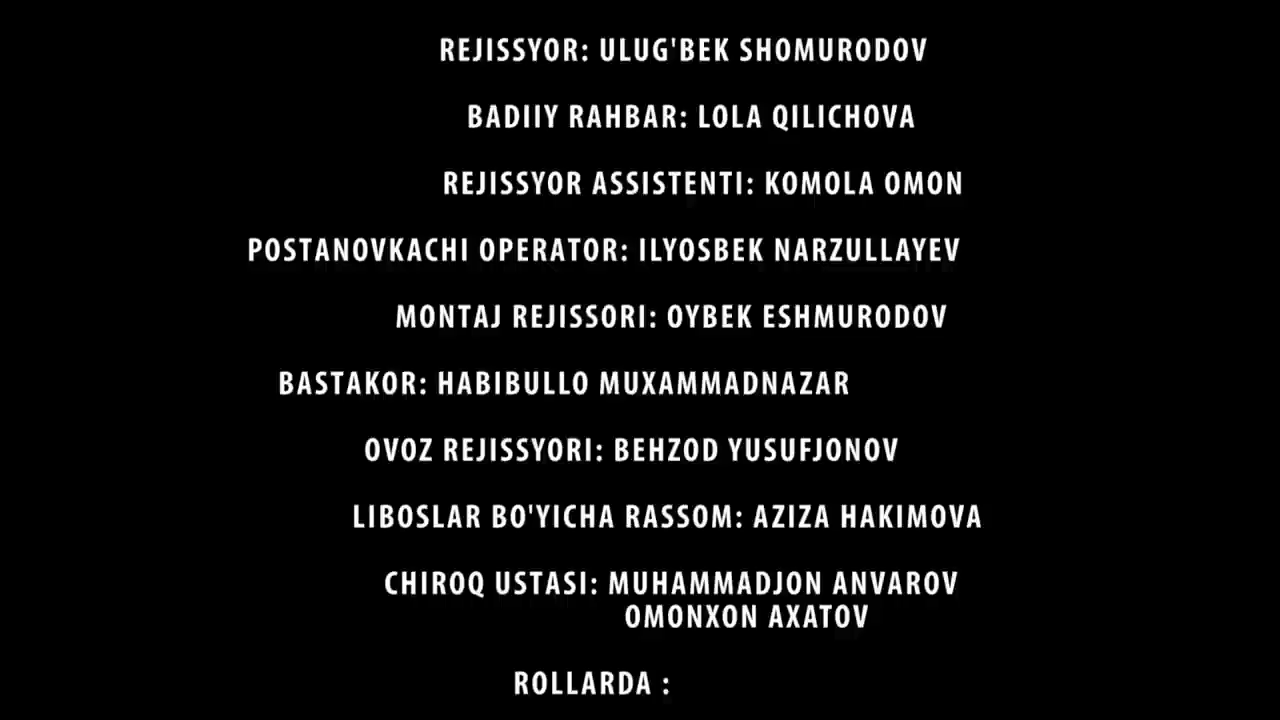 REJISSYOR: ULUG'BEK SHOMURODOV
BADIIY RAHBAR: LOLA QILICHOVA
REJISSYOR ASSISTENTI: KOMOLA OMON
POSTANOVKACHI OPERATOR: ILYOSBEK NARZULLAYEV
MONTAJ REJISSORI: OYBEK ESHMURODOV
BASTAKOR: HABIBULLO MUXAMMADNAZAR
OVOZ REJISSYORI: BEHZOD YUSUFJONOV
LIBOSLAR BO'YICHA RASSOM: AZIZA HAKIMOVA
CHIROQ USTASI: MUHAMMADJON ANVAROV
OMONXON AXATOV
ROLLARDA :